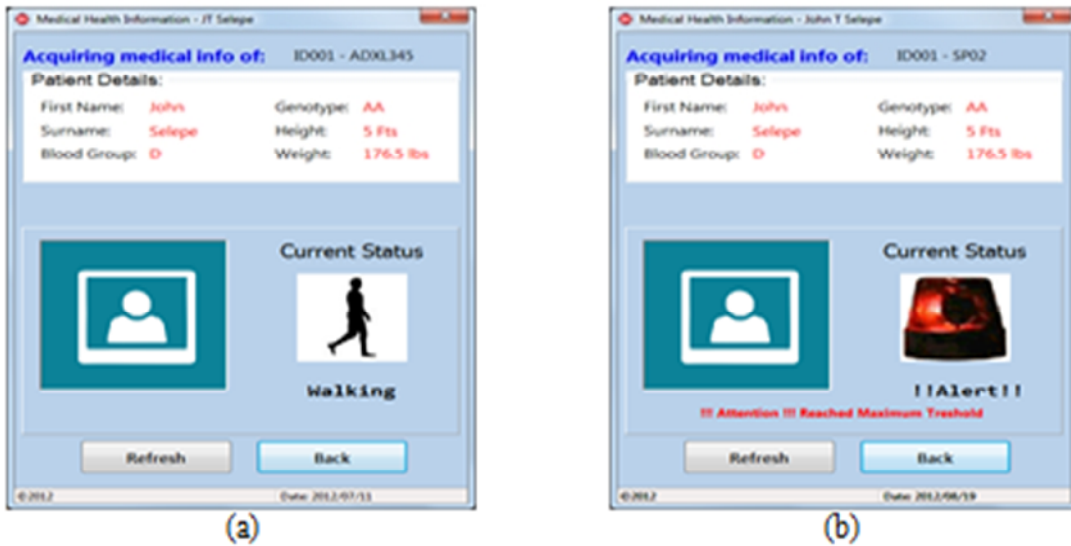 Medical Health Information - JT Selepe
Acquiring medical info of: ID001 - ADXL345
Patient Details:
First Name: John Genotype: AA
Surname: Selepe Height: 5 Fts
Blood Group: D Weight: 176.5 lbs
Current Status
Walking
Refresh Back
©2012 Date: 2012/07/11
(a)
Medical Health Information - John T Selepe
Acquiring medical info of: ID001 - SP02
Patient Details:
First Name: John Genotype: AA
Surname: Selepe Height: 5 Fts
Blood Group: D Weight: 176.5 lbs
Current Status
!!Alert!!
!!! Attention !!! Reached Maximum Treshold
Refresh Back
©2012 Date: 2012/08/19
(b)